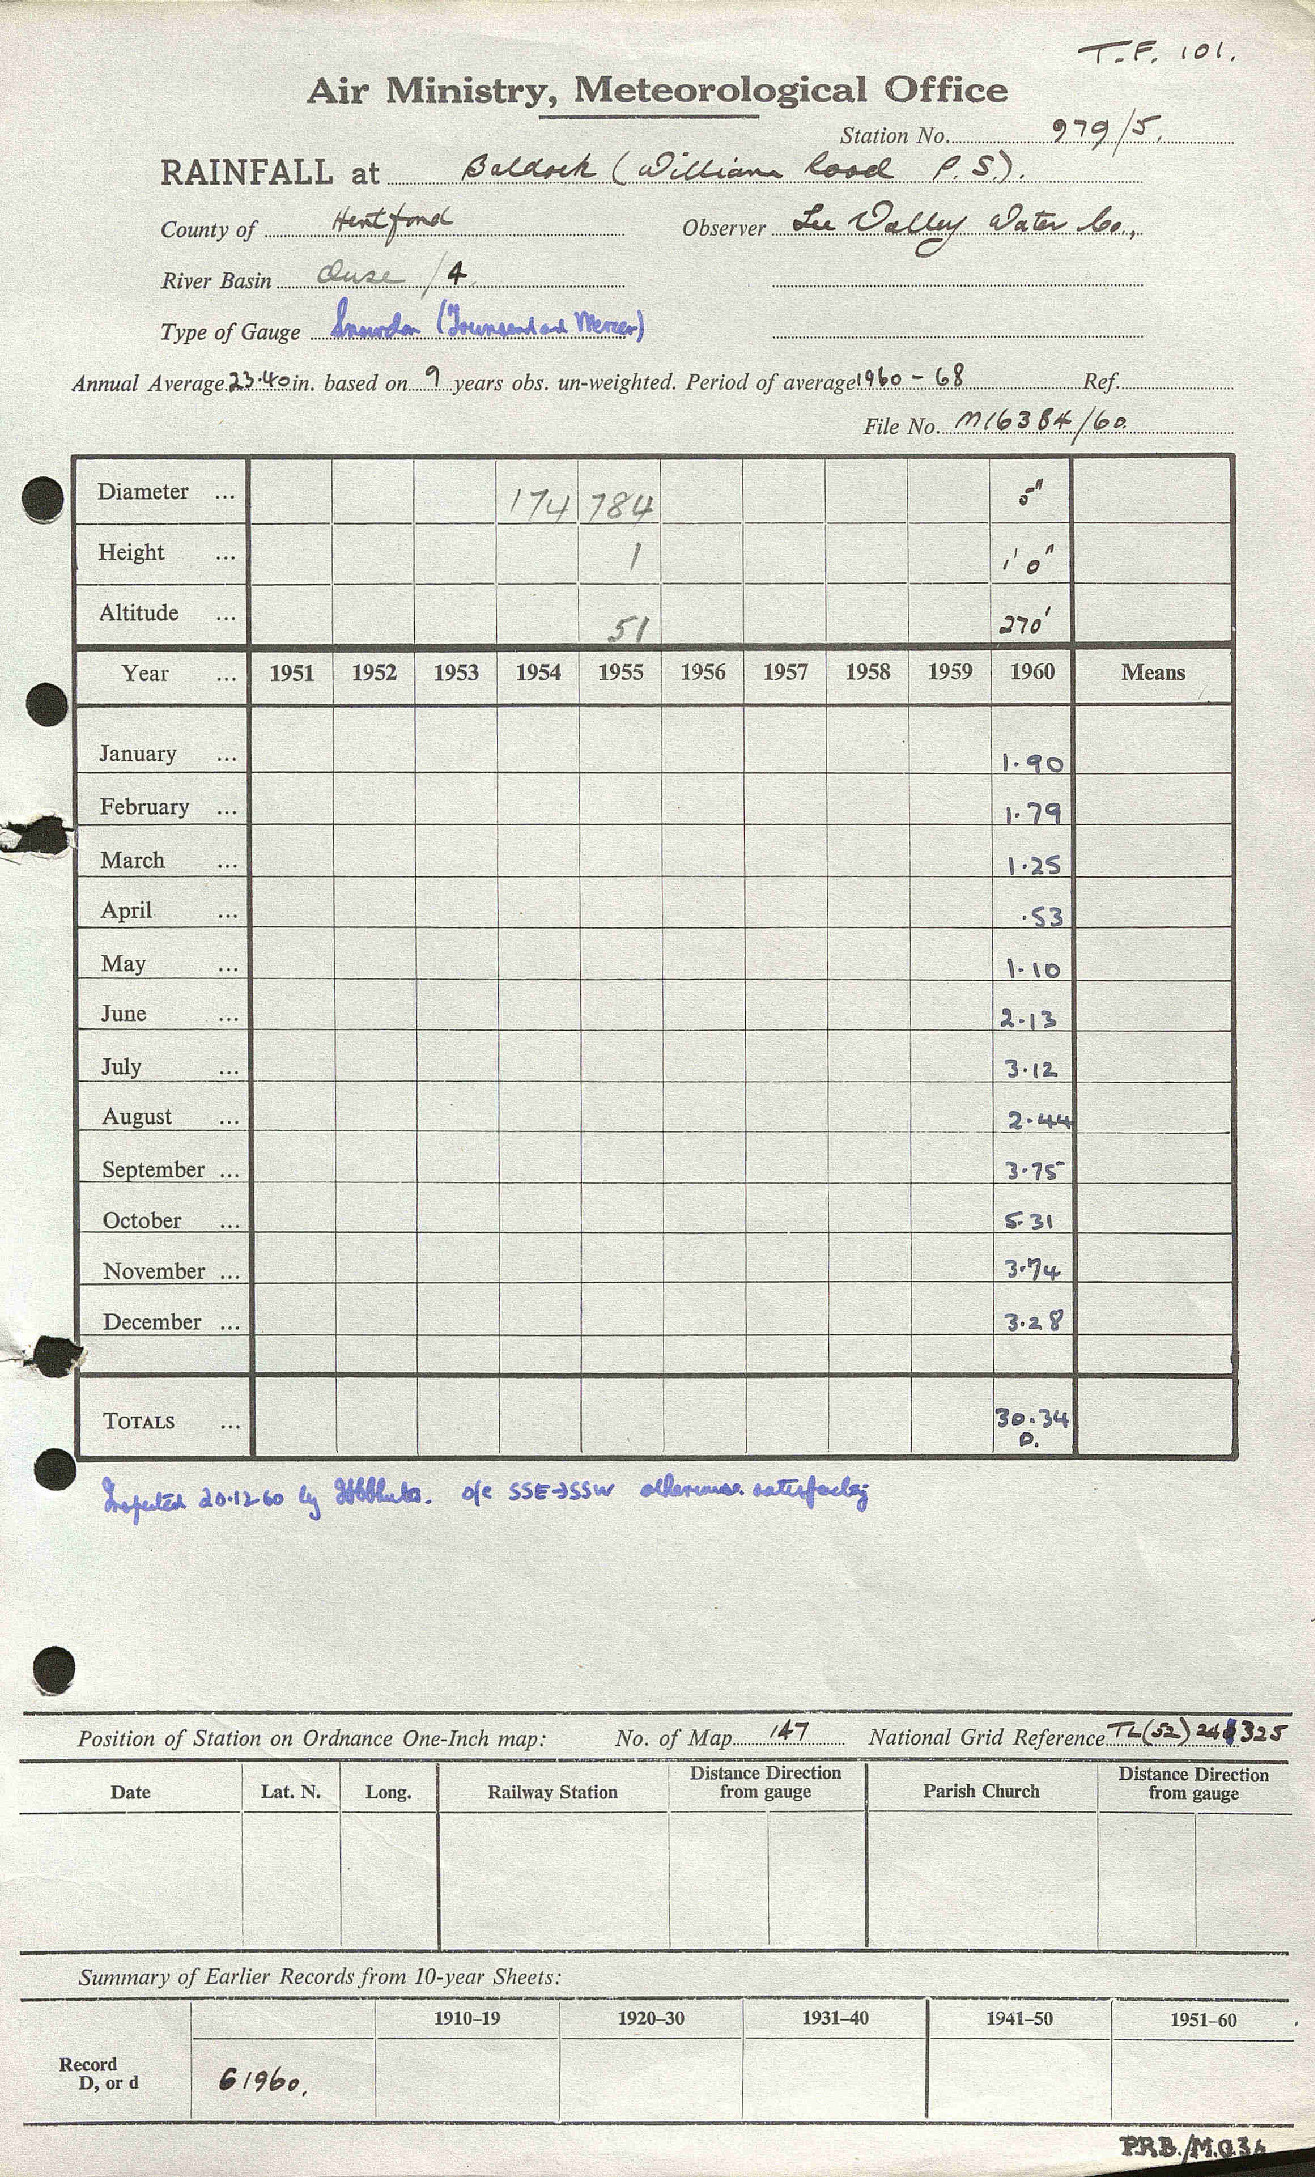 T.F. 101.
Air Ministry, Meteorological Office
Station No. 979/5.
RAINFALL at Baldock (Willian Road P.S.).
County of Hertford Observer Lee Valley Water Co.,
River Basin Ouse /4
Type of Gauge Snowdon (Townsend and Mercer)
Annual Average 23.40 in. based on 9 years obs. un-weighted. Period of average 1960 - 68 Ref.
File No. M16384/60
Diameter ... 174 784 5"
Height ... 1 1' 0"
Altitude ... 51 270'
Year ... 1951 1952 1953 1954 1955 1956 1957 1958 1959 1960 Means
January ... 1.90
February ... 1.79
March ... 1.25
April ... .53
May ... 1.10
June ... 2.13
July ... 3.12
August ... 2.44
September ... 3.75
October ... 5.31
November ... 3.74
December ... 3.28
TOTALS ... 30.34
D.
Inspected 20.12.60 by o/e SSE→SSW otherwise satisfactory
Position of Station on Ordnance One-Inch map: No. of Map 147 National Grid Reference TL(52) 24 325
Date Lat. N. Long. Railway Station Distance Direction from gauge Parish Church Distance Direction from gauge
Summary of Earlier Records from 10-year Sheets:
1910–19 1920–30 1931–40 1941–50 1951–60
Record
D, or d 61960.
P.R.B./M.O.36